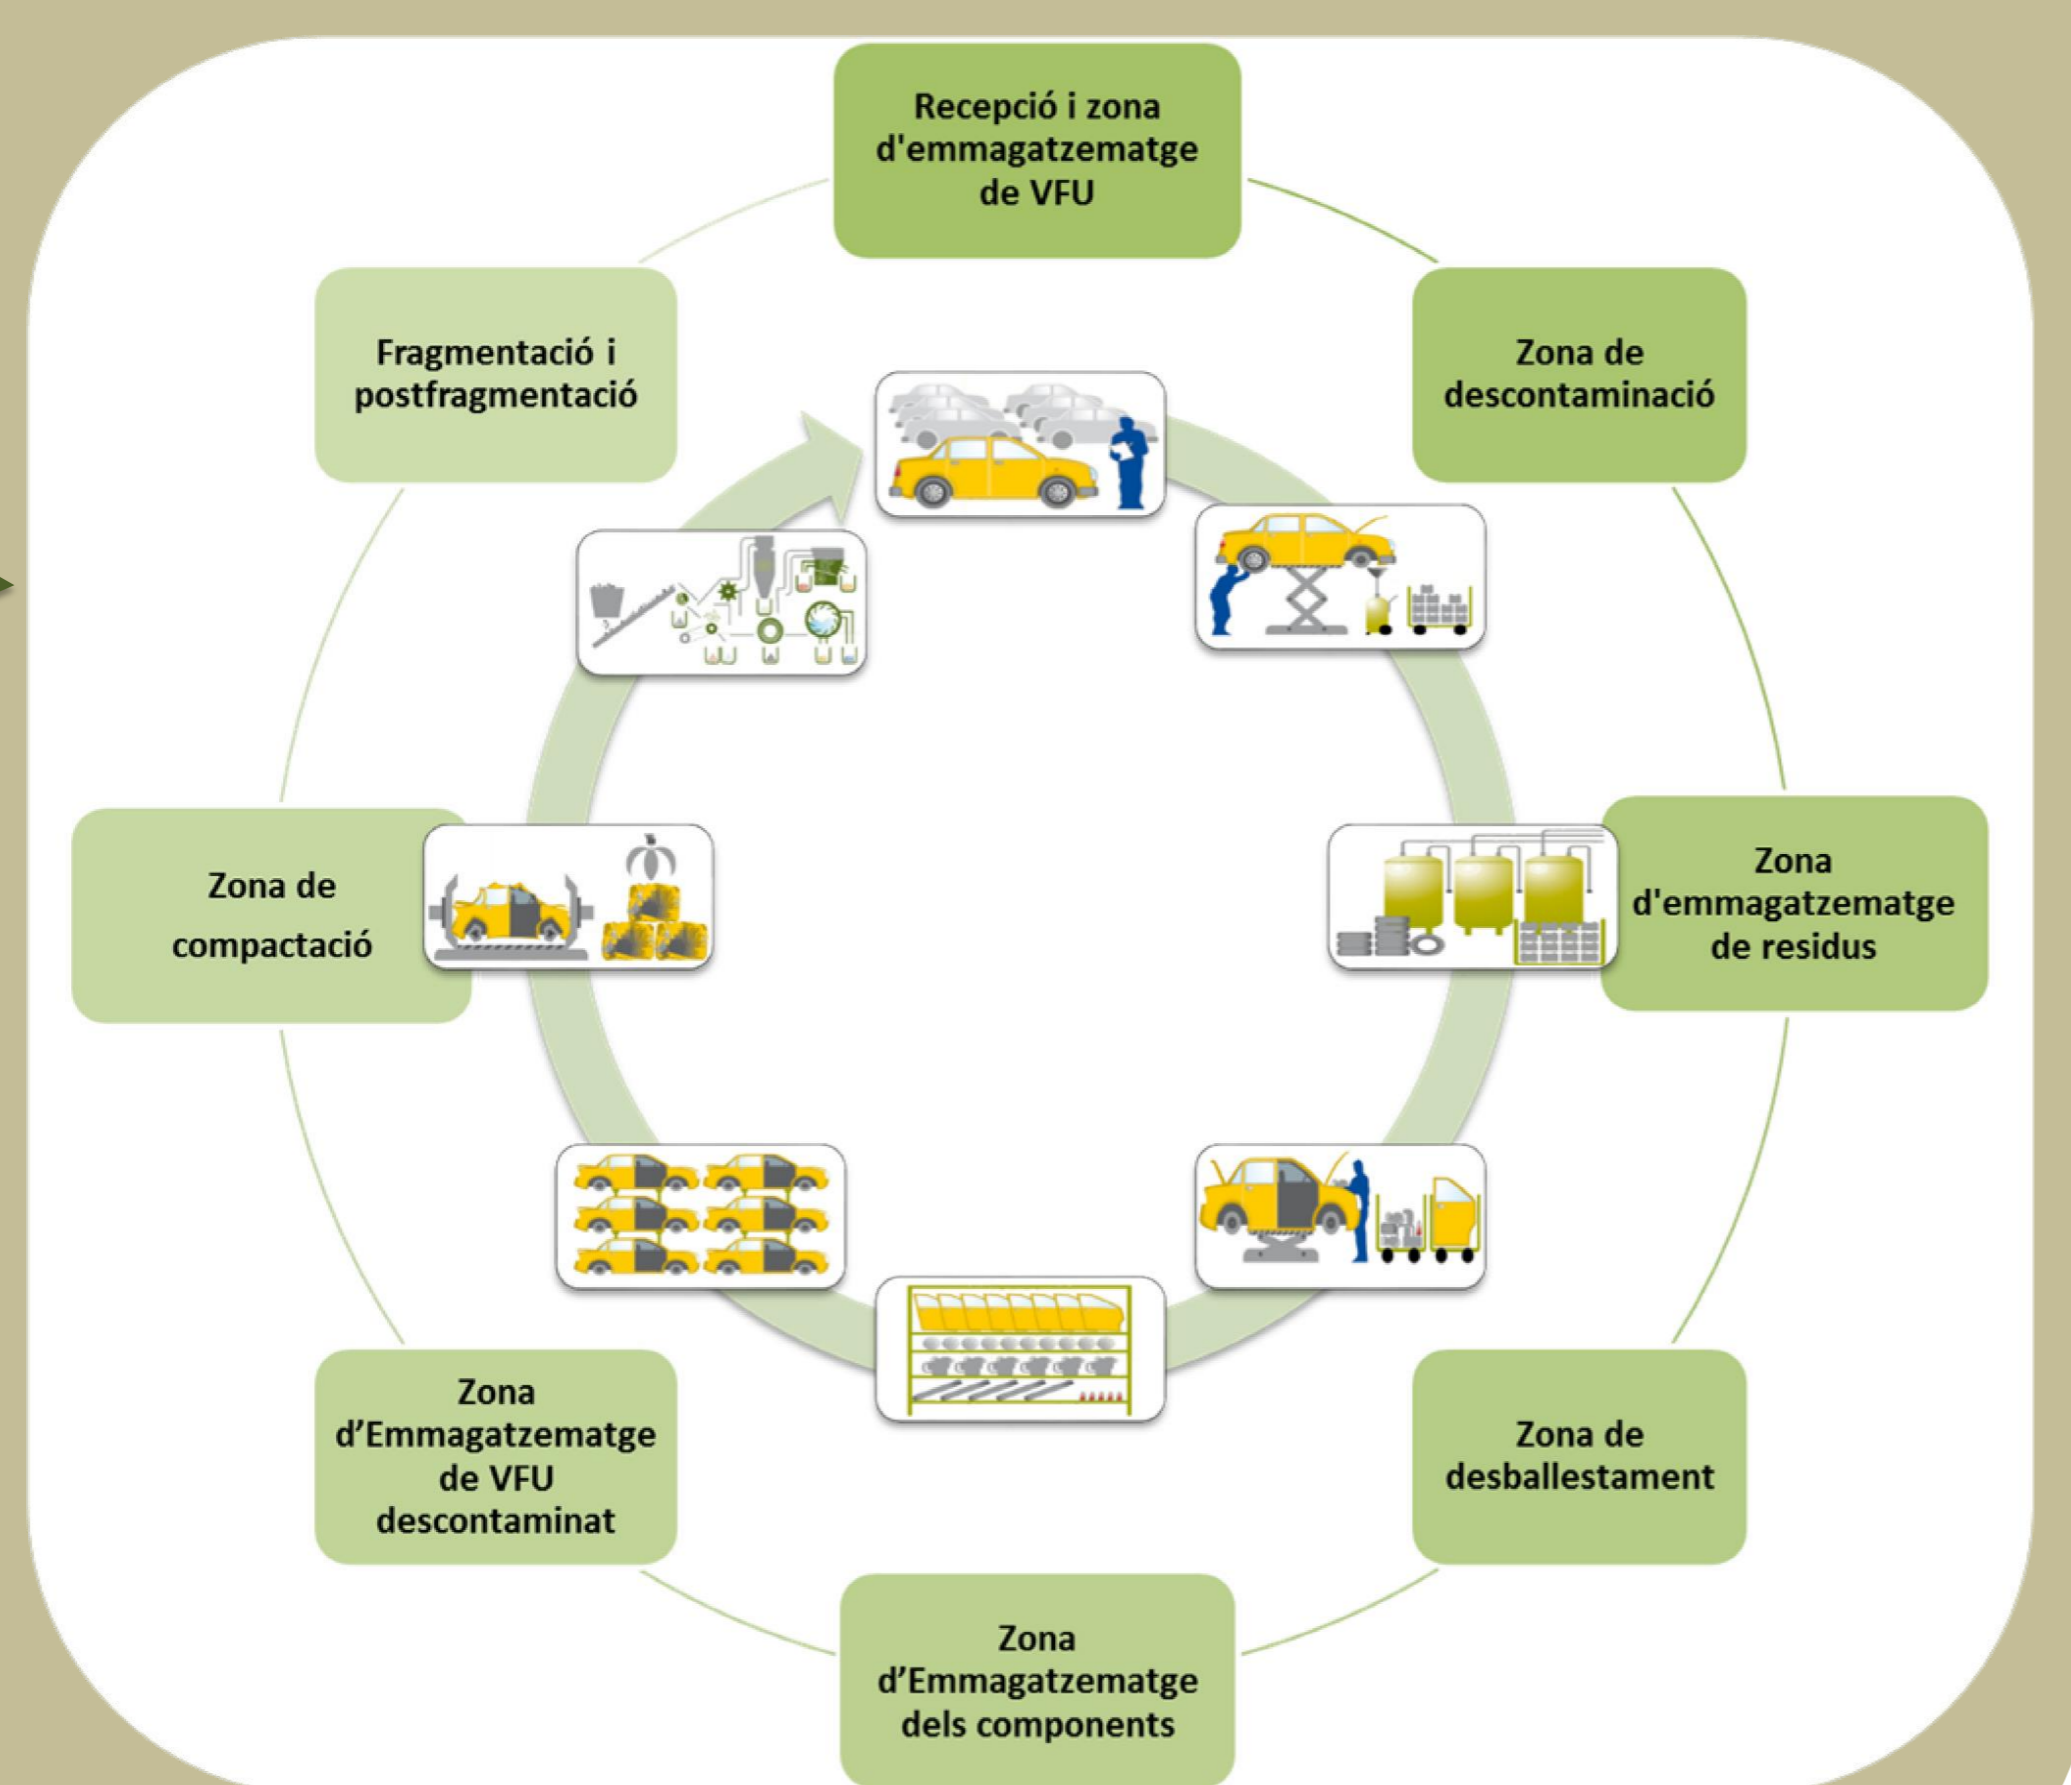 Recepció i zona
d'emmagatzematge
de VFU
Zona de
descontaminació
Zona
d'emmagatzematge
de residus
Zona de
desballestament
Zona
d’Emmagatzematge
dels components
Zona
d’Emmagatzematge
de VFU
descontaminat
Zona de
compactació
Fragmentació i
postfragmentació